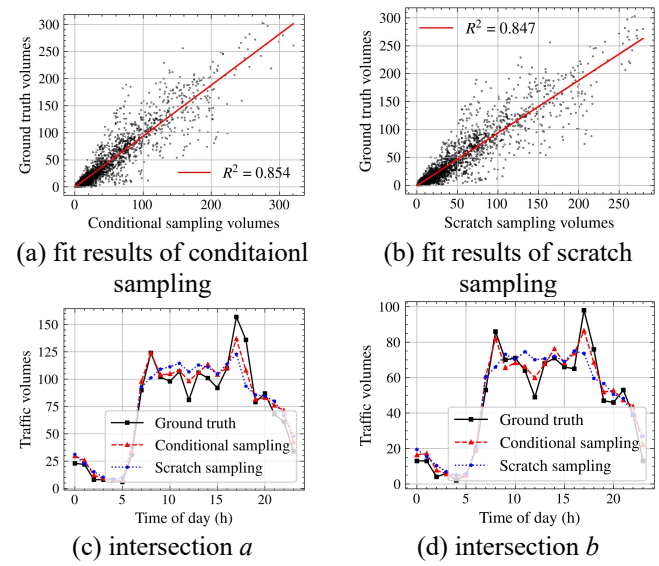 Ground truth volumes
300
250
200
150
100
50
0
0
100
200
300
R² = 0.854
Conditional sampling volumes
(a) fit results of conditaionl
sampling
Ground truth volumes
300
250
200
150
100
50
0
0
50
100
150
200
250
R² = 0.847
Scratch sampling volumes
(b) fit results of scratch
sampling
Traffic volumes
150
125
100
75
50
25
0
0
5
10
15
20
Ground truth
Conditional sampling
Scratch sampling
Time of day (h)
(c) intersection a
Traffic volumes
100
80
60
40
20
0
0
5
10
15
20
Ground truth
Conditional sampling
Scratch sampling
Time of day (h)
(d) intersection b